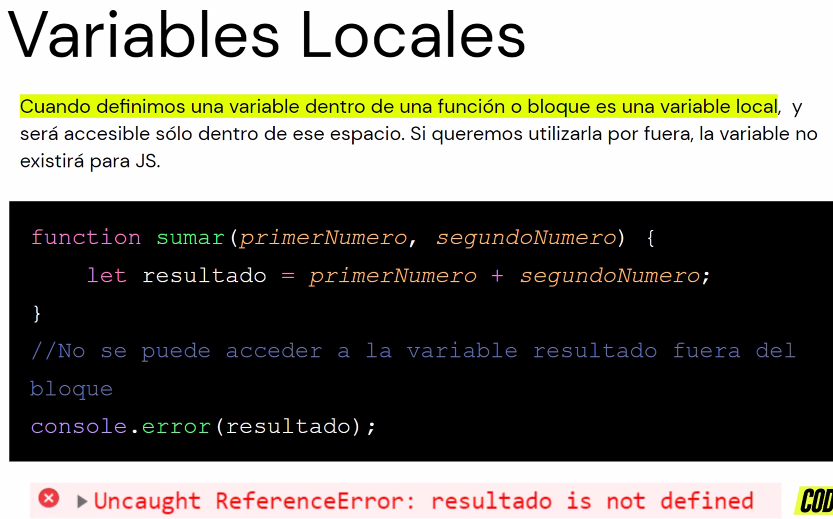 Variables Locales
Cuando definimos una variable dentro de una función o bloque es una variable local, y
será accesible sólo dentro de ese espacio. Si queremos utilizarla por fuera, la variable no
existirá para JS.
function sumar(primerNumero, segundoNumero) {
    let resultado = primerNumero + segundoNumero;
}
//No se puede acceder a la variable resultado fuera del
bloque
console.error(resultado);
Uncaught ReferenceError: resultado is not defined